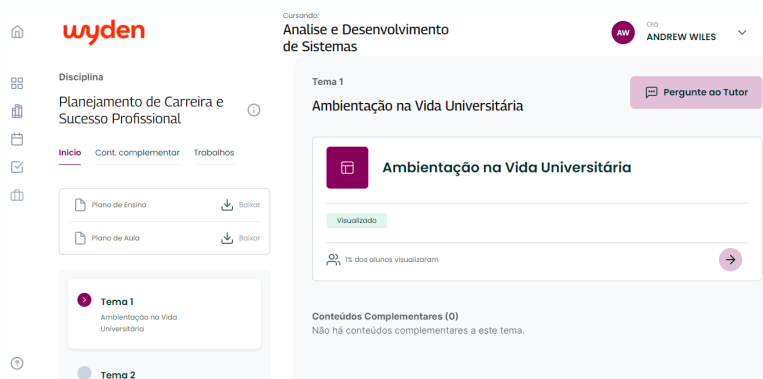 wyden
Cursando:
Analise e Desenvolvimento
de Sistemas
AW
Olá
ANDREW WILES
Disciplina
Planejamento de Carreira e
Sucesso Profissional
Início
Cont. complementar
Trabalhos
Plano de Ensino
Baixar
Plano de Aula
Baixar
Tema 1
Ambientação na Vida
Universitária
Tema 2
Tema 1
Ambientação na Vida Universitária
Pergunte ao Tutor
Ambientação na Vida Universitária
Visualizado
1% dos alunos visualizaram
Conteúdos Complementares (0)
Não há conteúdos complementares a este tema.